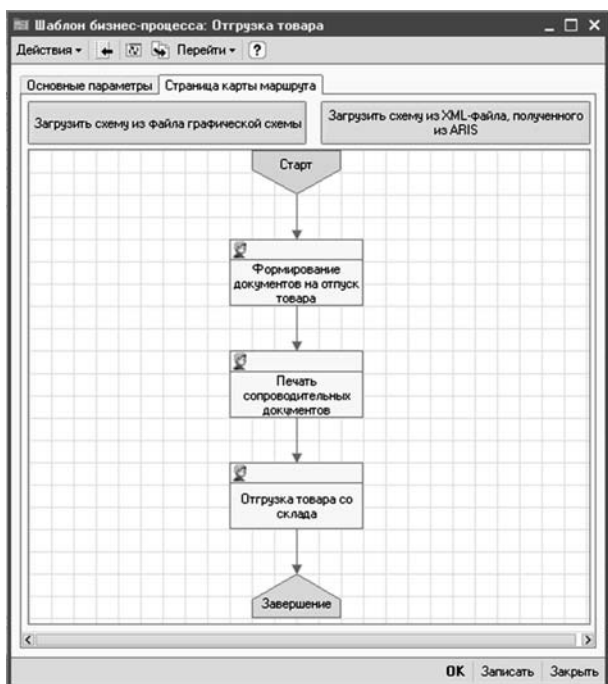 Шаблон бизнес-процесса: Отгрузка товара
Действия Перейти ?
Основные параметры Страница карты маршрута
Загрузить схему из файла графической схемы
Загрузить схему из XML-файла, полученного
из ARIS
Старт
Формирование
документов на отпуск
товара
Печать
сопроводительных
документов
Отгрузка товара со
склада
Завершение
OK Записать Закрыть